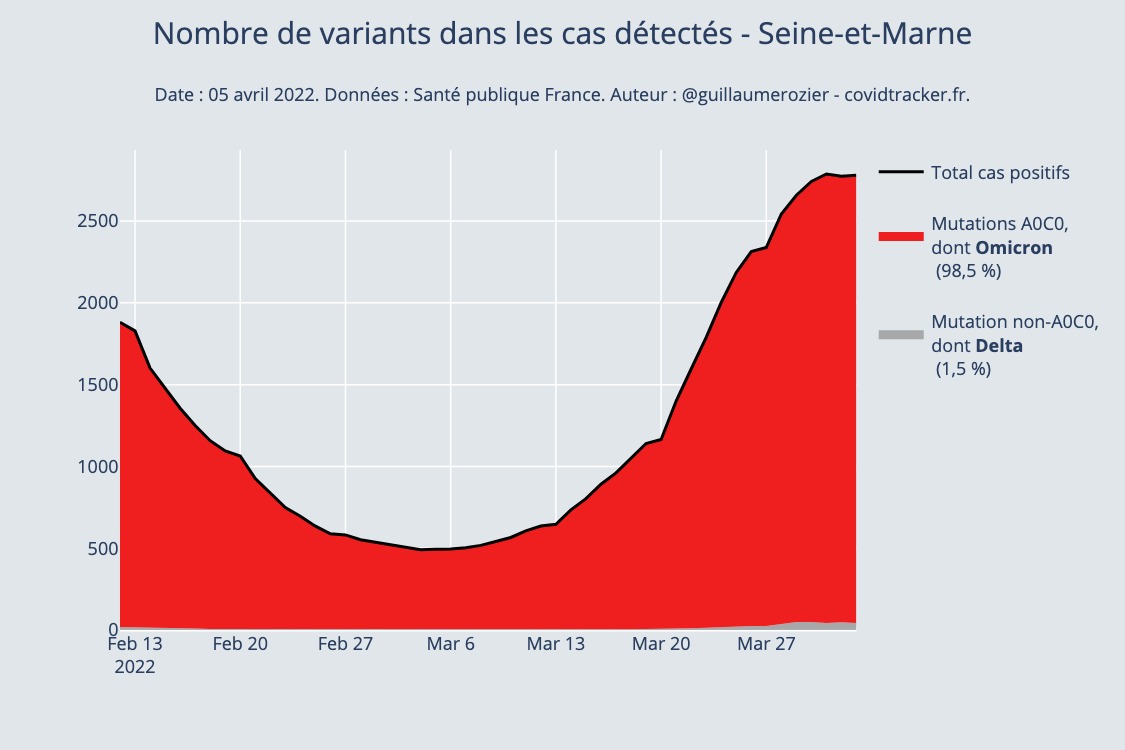 Nombre de variants dans les cas détectés - Seine-et-Marne
Date : 05 avril 2022. Données : Santé publique France. Auteur : @guillaumerozier - covidtracker.fr.
Total cas positifs
Mutations A0C0,
dont Omicron
(98,5 %)
Mutation non-A0C0,
dont Delta
(1,5 %)
2500
2000
1500
1000
500
0
Feb 13 Feb 20 Feb 27 Mar 6 Mar 13 Mar 20 Mar 27
2022